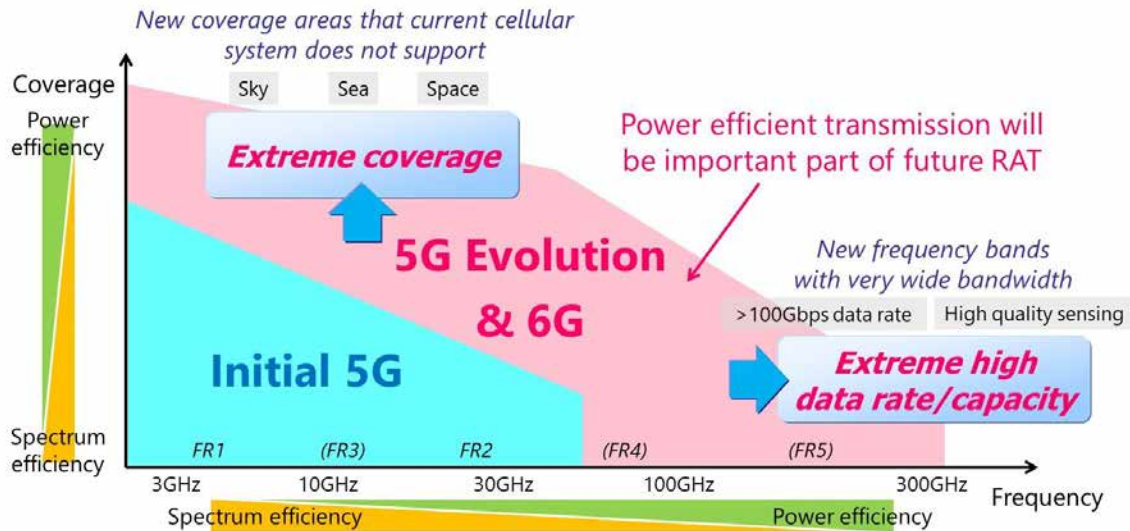 New coverage areas that current cellular
system does not support
Coverage
Sky
Sea
Space
Power
efficiency
Extreme coverage
Power efficient transmission will
be important part of future RAT
5G Evolution
& 6G
New frequency bands
with very wide bandwidth
>100Gbps data rate
High quality sensing
Initial 5G
Extreme high
data rate/capacity
Spectrum
efficiency
FR1
(FR3)
FR2
(FR4)
(FR5)
3GHz
10GHz
30GHz
100GHz
300GHz
Frequency
Spectrum efficiency
Power efficiency